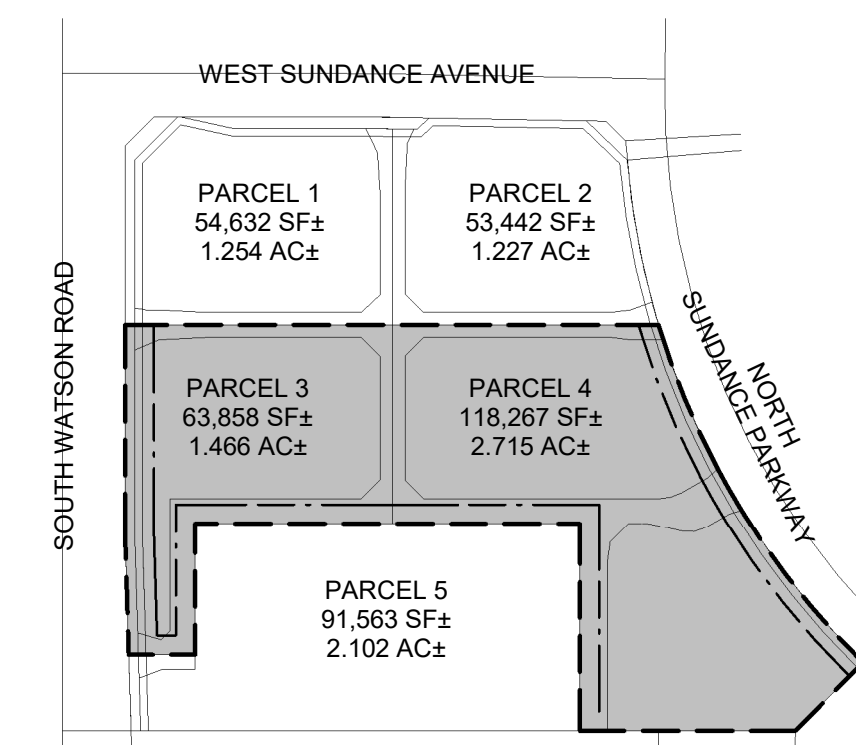 WEST SUNDANCE AVENUE
PARCEL 1
54,632 SF±
1.254 AC±
PARCEL 2
53,442 SF±
1.227 AC±
SOUTH WATSON ROAD
NORTH
SUNDANCE PARKWAY
PARCEL 3
63,858 SF±
1.466 AC±
PARCEL 4
118,267 SF±
2.715 AC±
PARCEL 5
91,563 SF±
2.102 AC±